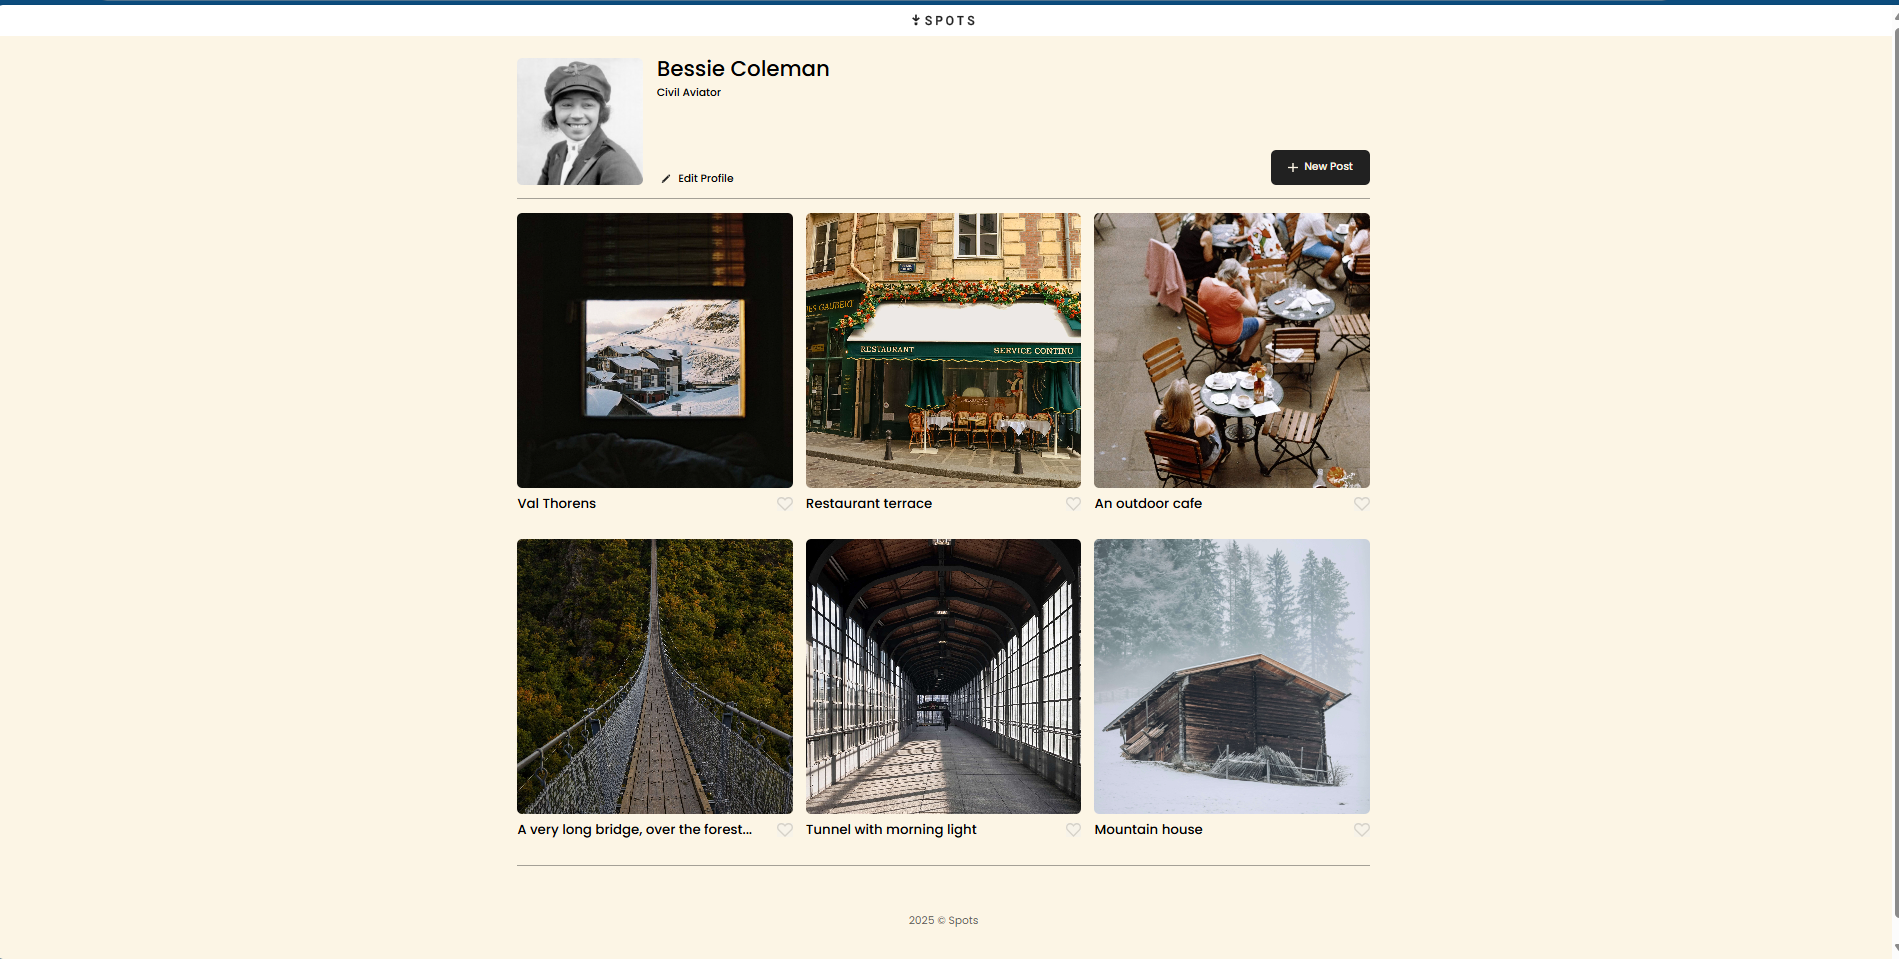 SPOTS
Bessie Coleman
Civil Aviator
Edit Profile
New Post
RESTAURANT
SERVICE CONTINU
Val Thorens
Restaurant terrace
An outdoor cafe
A very long bridge, over the forest...
Tunnel with morning light
Mountain house
2025 © Spots